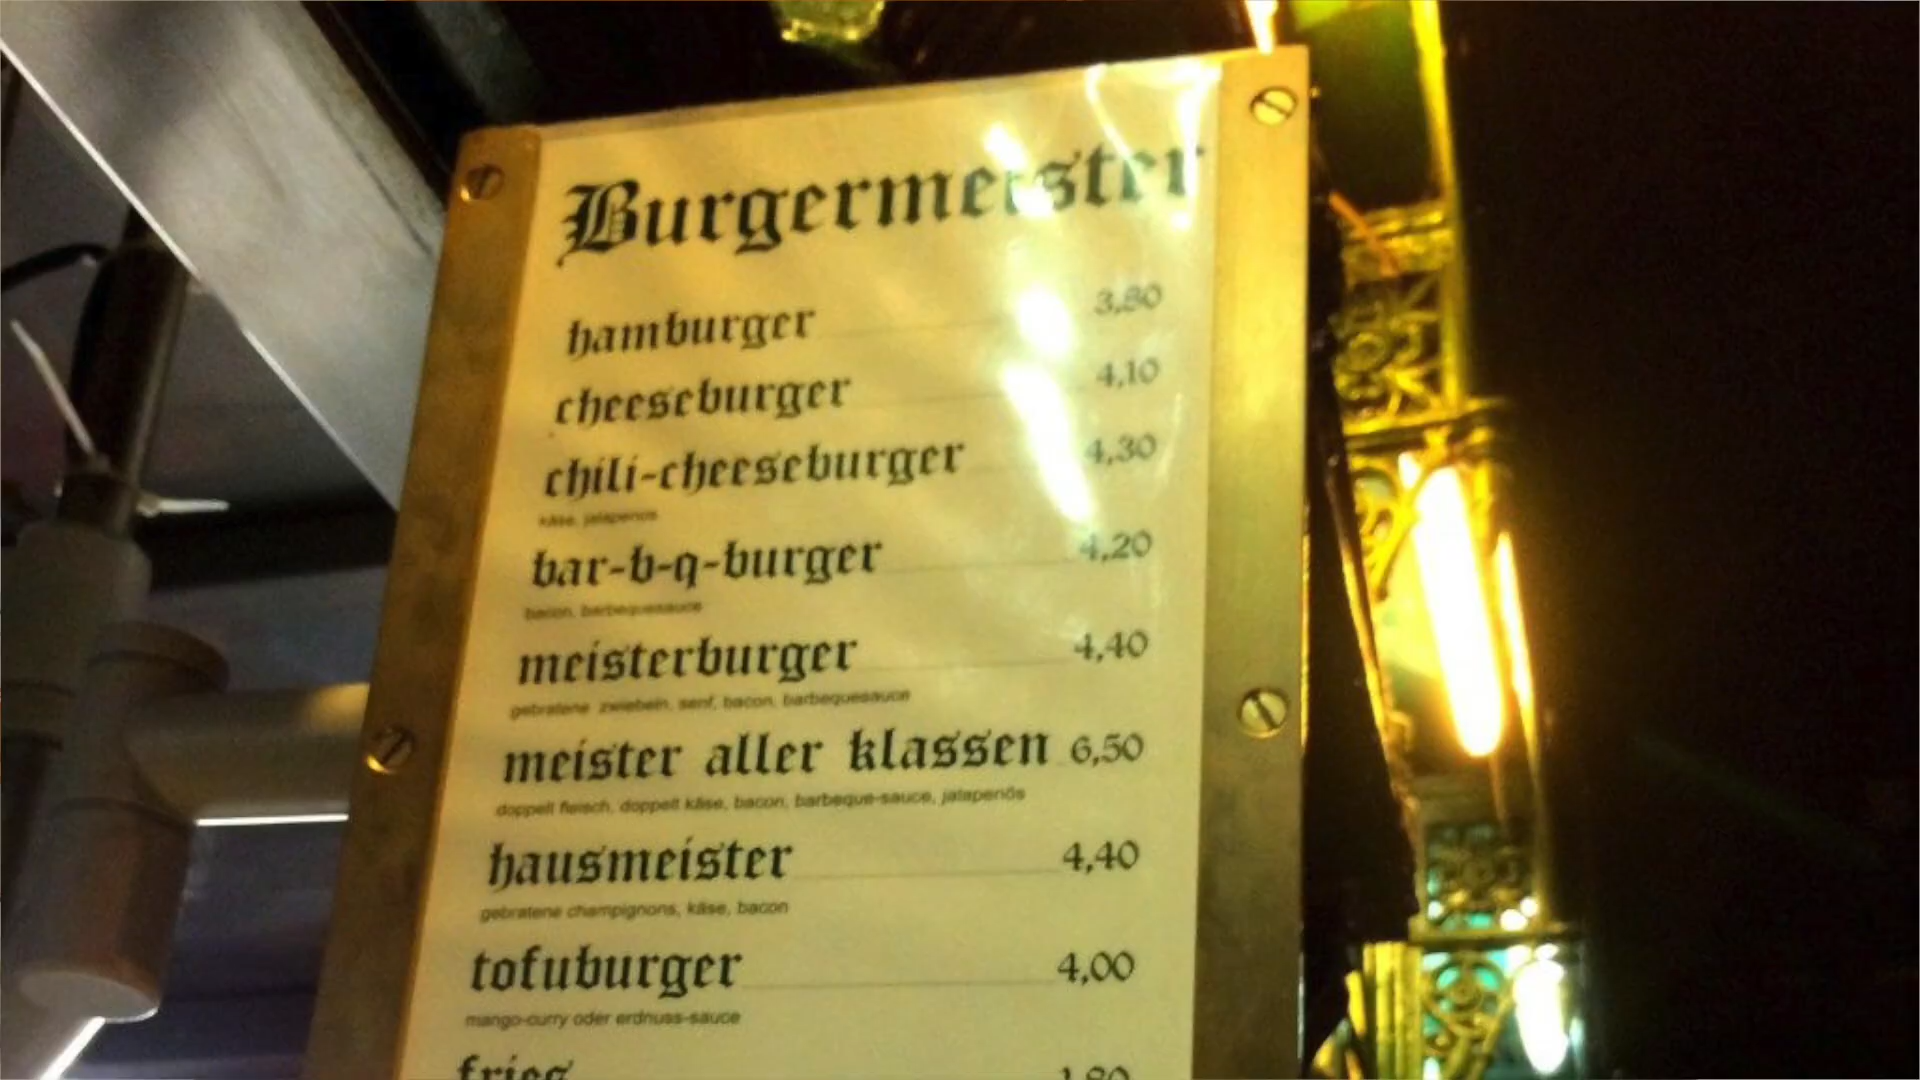 Burgermeister
hamburger 3,80
cheeseburger 4,10
chili-cheeseburger 4,30
käse, jalapenos
bar-b-q-burger 4,20
bacon, barbequesauce
meisterburger 4,40
gebratene zwiebeln, senf, bacon, barbequesauce
meister aller klassen 6,50
doppelt fleisch, doppelt käse, bacon, barbeque-sauce, jalapenõs
hausmeister 4,40
gebratene champignons, käse, bacon
tofuburger 4,00
mango-curry oder erdnuss-sauce
fries 1,80